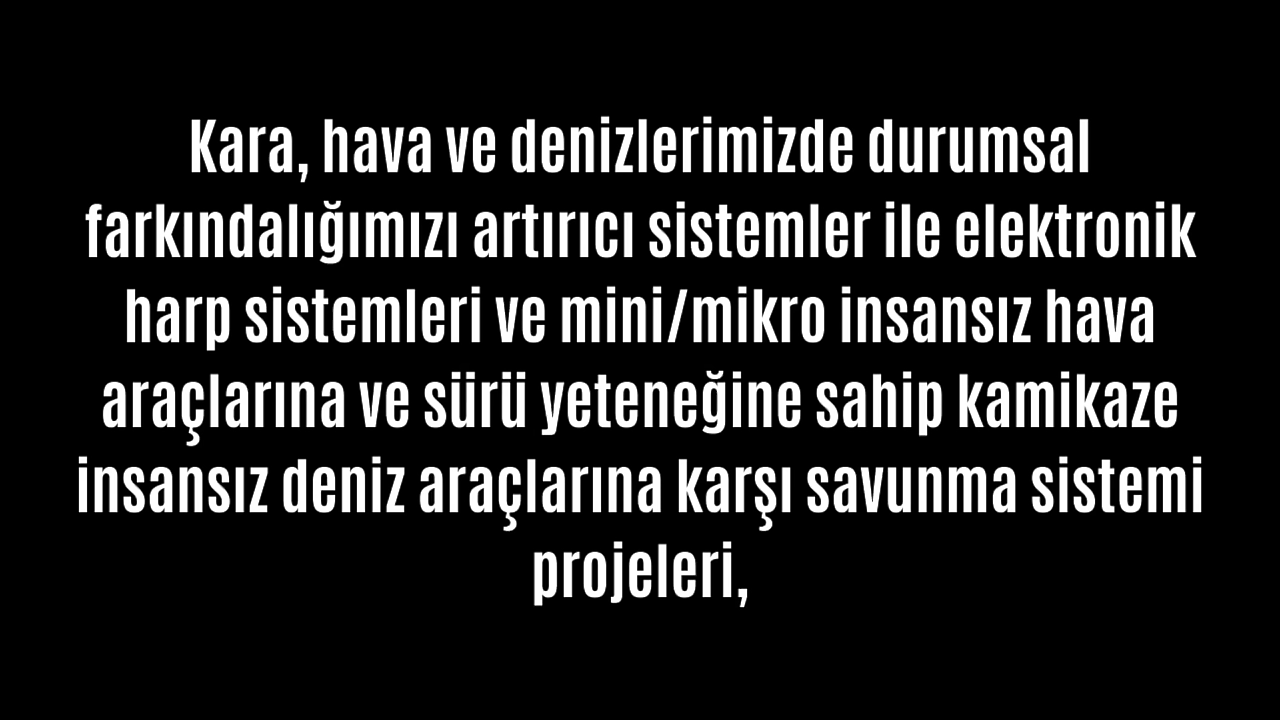 Kara, hava ve denizlerimizde durumsal
farkındalığımızı artırıcı sistemler ile elektronik
harp sistemleri ve mini/mikro insansız hava
araçlarına ve sürü yeteneğine sahip kamikaze
insansız deniz araçlarına karşı savunma sistemi
projeleri,